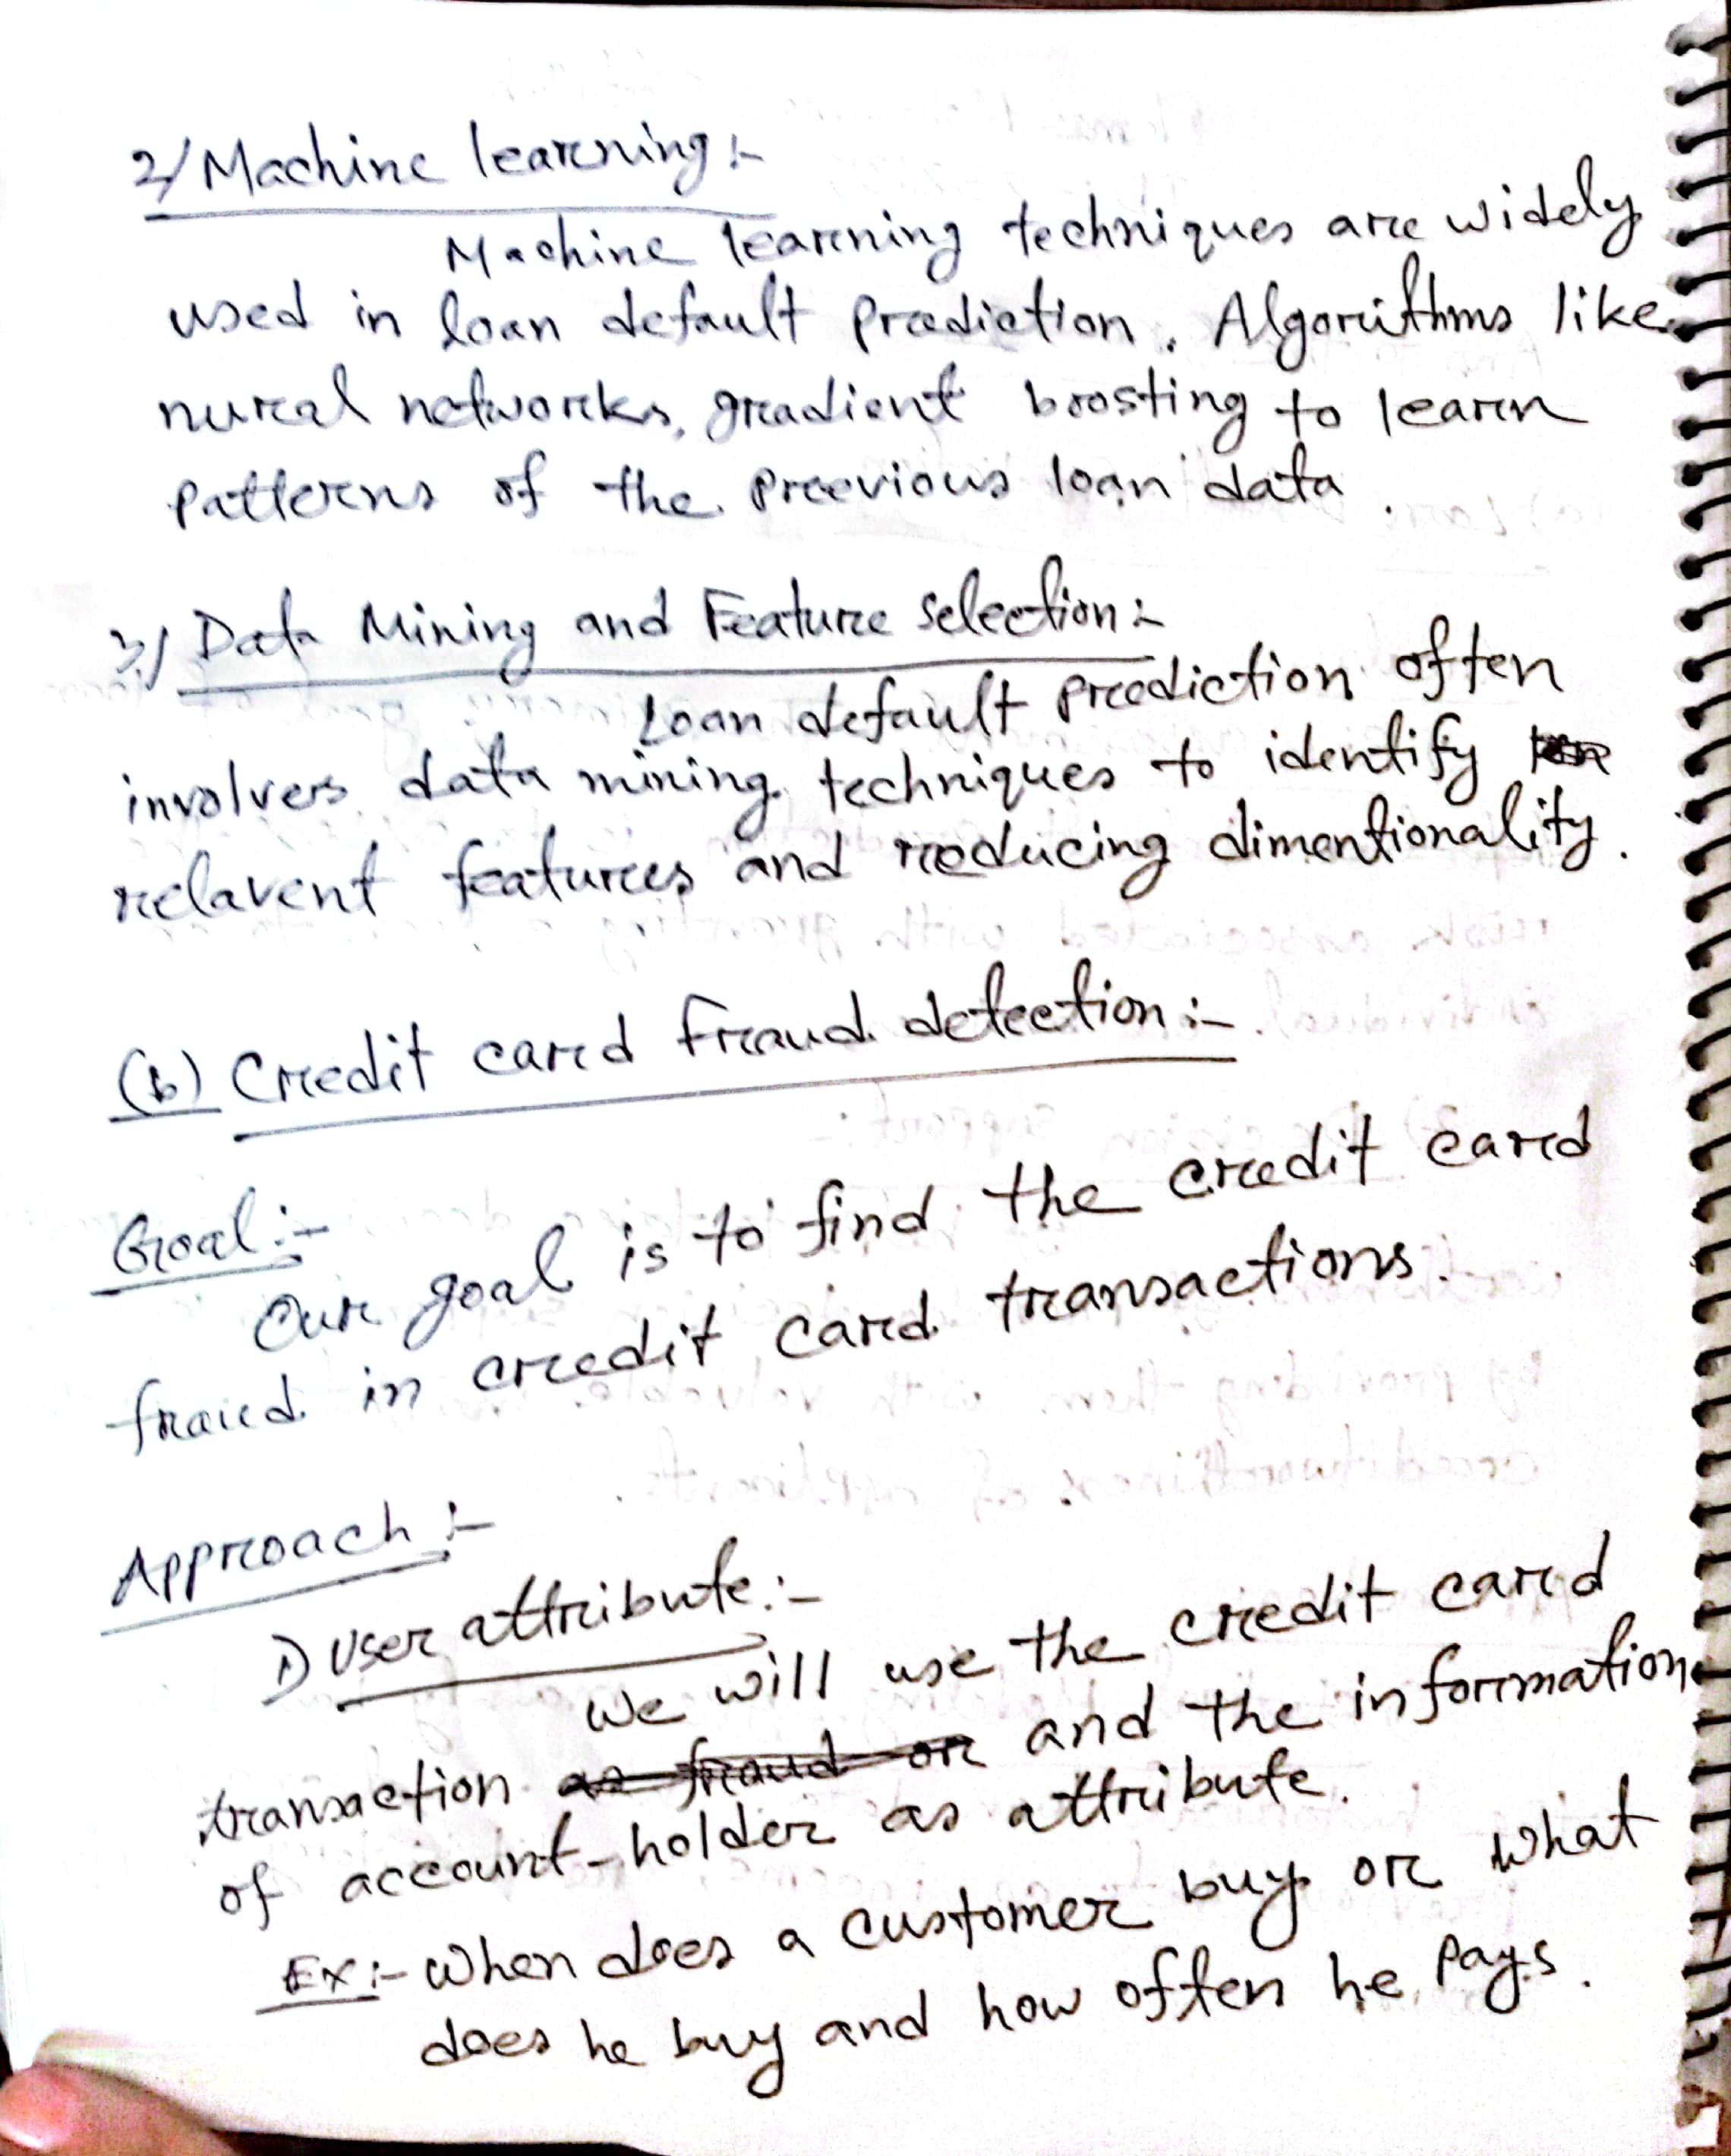 2/ Machine learning :-
Machine learning techniques are widely
used in loan default prediction. Algorithms like
nural networks, gradient boosting to learn
patterns of the previous loan data.
3/ Data Mining and Feature selection :-
Loan default prediction often
involvers data mining techniques to identify
relavent features and reducing dimentionality.
(b) Credit card fraud detection :-
Goal :-
Our goal is to find the credit card
fraud in credit card transactions.
Approach :-
1) User attribute :-
We will use the credit card
transaction as fraud or and the information
of account-holder as attribute.
Ex :- When does a customer buy or what
does he buy and how often he pays.